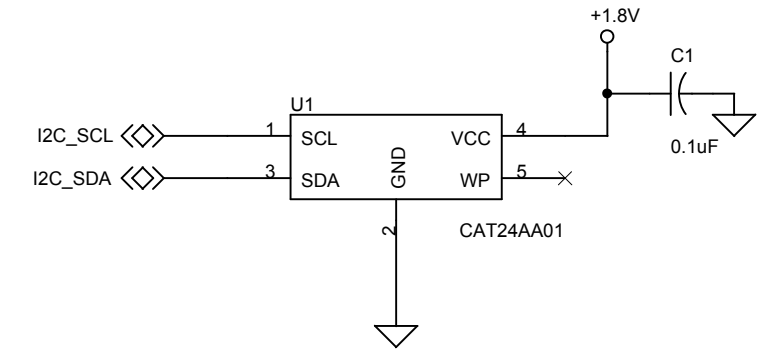 +1.8V
C1
U1
I2C_SCL 1 SCL VCC 4
0.1uF
I2C_SDA 3 SDA GND WP 5
2 CAT24AA01